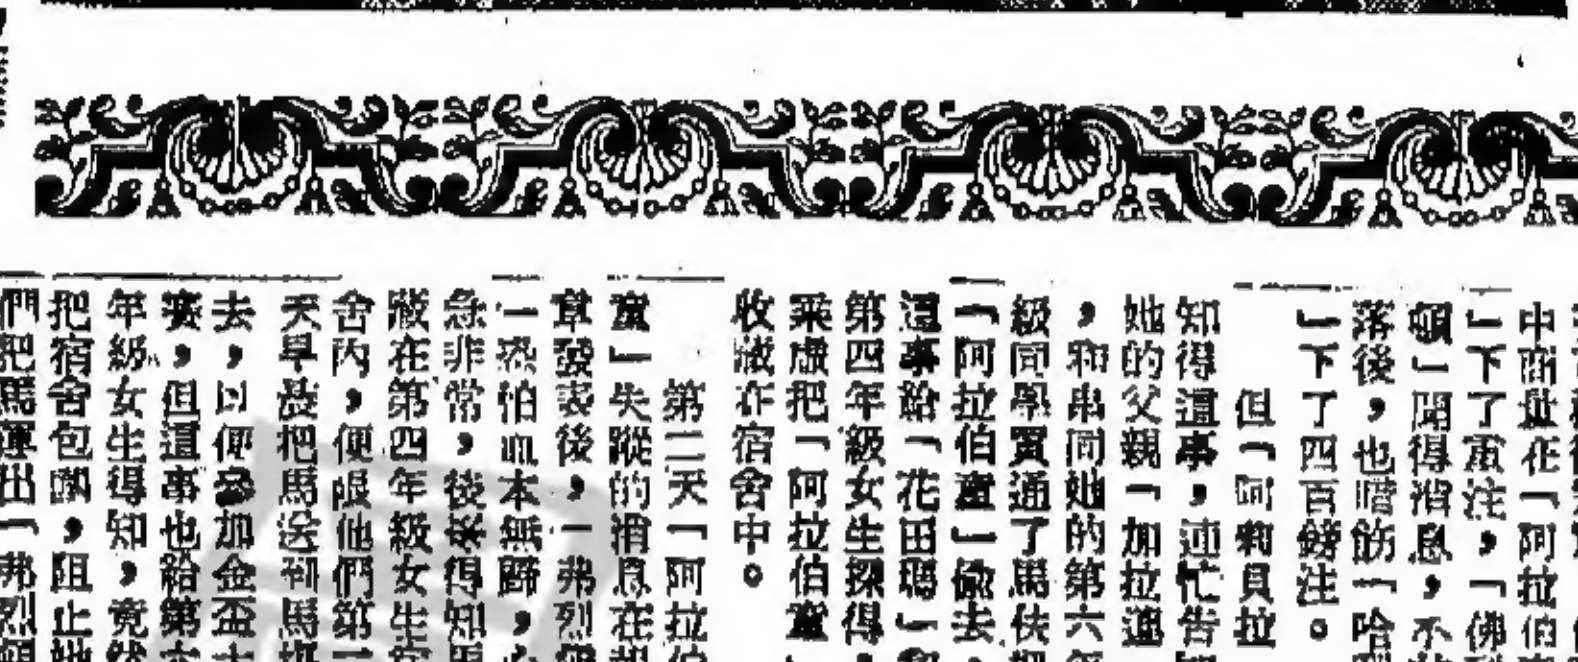 中商量在「阿拉伯
」下了重注，「佛
頓」聞得消息，不
落後，也暗飭「哈
」下了四百鎊注。
但「阿利貝拉
知得這事，連忙告
她的父親「加拉連
，和串同她的第六
級同學買通了馬伕
「阿拉伯童」偷去，
這事給「花田瑪」
第四年級女生探得，
乘虛把「阿拉伯童
收藏在宿舍中。
第二天「阿拉伯
童」失蹤的消息在
章發表後，「弗烈
一恐怕血本無歸，
急非常，後來得知
藏在第四年級女生
舍內，便限他們第
天早晨把馬送到馬
去，以便參加金盃
賽，但這事也給第
年級女生得知，竟然
把宿舍包圍，阻止她
們把馬運出「弗烈頓